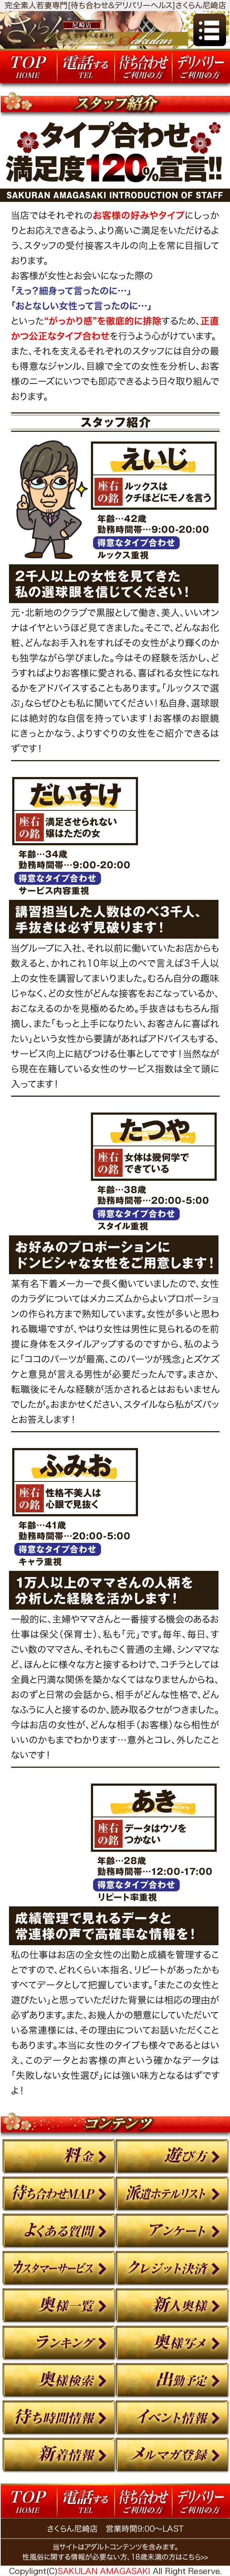 完全素人若妻専門[待ち合わせ&デリバリーヘルス]さくらん尼崎店
さくらん
尼崎店
TOP
HOME
電話する
TEL
待ち合わせ
ご利用の方
デリバリー
ご利用の方
スタッフ紹介
タイプ合わせ
満足度120%宣言!!
SAKURAN AMAGASAKI INTRODUCTION OF STAFF
当店ではそれぞれのお客様の好みやタイプにしっか
りとお応えできるよう、より高いご満足をいただけるよ
う、スタッフの受付接客スキルの向上を常に目指して
おります。
お客様が女性とお会いになった際の
「えっ?細身って言ったのに…」
「おとなしい女性って言ったのに…」
といった“がっかり感”を徹底的に排除するため、正直
かつ公正なタイプ合わせを行うよう心がけています。
また、それを支えるそれぞれのスタッフには自分の最
も得意なジャンル、目線で全ての女性を分析し、お客
様のニーズにいつでも即応できるよう日々取り組んで
おります。
スタッフ紹介
えいじ
座右の銘
ルックスは
クチほどにモノを言う
年齢…42歳
勤務時間帯…9:00-20:00
得意なタイプ合わせ
ルックス重視
2千人以上の女性を見てきた
私の選球眼を信じてください!
元・北新地のクラブで黒服として働き、美人、いいオン
ナはイヤというほど見てきました。そこで、どんなお化
粧、どんなお手入れをすればその女性がより輝くのか
も独学ながら学びました。今はその経験を活かし、ど
うすればよりお客様に愛される、喜ばれる女性になれ
るかをアドバイスすることもあります。「ルックスで選
ぶ」ならぜひとも私に聞いてください!私自身、選球眼
には絶対的な自信を持っています!お客様のお眼鏡
にきっとかなう、よりすぐりの女性をご紹介できるは
ずです!
だいすけ
座右の銘
満足させられない
嬢はただの女
年齢…34歳
勤務時間帯…9:00-20:00
得意なタイプ合わせ
サービス内容重視
講習担当した人数はのべ3千人、
手抜きは必ず見破ります!
当グループに入社、それ以前に働いていたお店からも
数えると、かれこれ10年以上のべで言えば3千人以
上の女性を講習してまいりました。むろん自分の趣味
じゃなく、どの女性がどんな接客をおこなっているか、
おこなえるのかを見極めるため。手抜きはもちろん指
摘し、また「もっと上手になりたい、お客さんに喜ばれ
たい」という女性から要請があればアドバイスもする、
サービス向上に結びつける仕事としてです!当然なが
ら現在在籍している女性のサービス指数は全て頭に
入ってます!
たつや
座右の銘
女体は幾何学で
できている
年齢…38歳
勤務時間帯…20:00-5:00
得意なタイプ合わせ
スタイル重視
お好みのプロポーションに
ドンピシャな女性をご用意します!
某有名下着メーカーで長く働いていましたので、女性
のカラダについてはメカニズムからよいプロポーショ
ンの作られ方まで熟知しています。女性が多いと思わ
れる職場ですが、やはり女性は男性に見られるのを前
提に身体をスタイルアップするのですから、私のよう
に「ココのパーツが最高、このパーツが残念」とズケズ
ケと意見が言える男性が必要だったんです。まさか、
転職後にそんな経験が活かされるとはおもいません
でしたが。おまかせください、スタイルなら私がズバッ
とお答えします!
ふみお
座右の銘
性格不美人は
心眼で見抜く
年齢…41歳
勤務時間帯…20:00-5:00
得意なタイプ合わせ
キャラ重視
1万人以上のママさんの人柄を
分析した経験を活かします!
一般的に、主婦やママさんと一番接する機会のあるお
仕事は保父(保育士)、私も「元」です。毎年、毎日、す
ごい数のママさん、それもごく普通の主婦、シンママな
ど、ほんとに様々な方と接するわけで、コチラとしては
全員と円満な関係を築かなくてはなりませんからね、
おのずと日常の会話から、相手がどんな性格で、どん
なふうに人と接するのか、読み取るクセがつきました。
今はお店の女性が、どんな相手(お客様)なら相性が
いいのかもまでわかります…意外とコレ、外したこと
ないです!
あき
座右の銘
データはウソを
つかない
年齢…28歳
勤務時間帯…12:00-17:00
得意なタイプ合わせ
リピート率重視
成績管理で見れるデータと
常連様の声で高確率な情報を!
私の仕事はお店の全女性の出勤と成績を管理するこ
とですので、どれくらい本指名、リピートがあったかも
すべてデータとして把握しています。「またこの女性と
遊びたい」と思っていただけた背景には相応の理由が
必ずあります。また、お幾人かの懇意にしていただいて
いる常連様には、その理由についてお話いただくこと
もあります。本当に女性のタイプも様々であるとはい
え、このデータとお客様の声という確かなデータは
「失敗しない女性選び」には強い味方となるはずです
よ!
コンテンツ
料金
遊び方
待ち合わせMAP
派遣ホテルリスト
よくある質問
アンケート
カスタマーサービス
クレジット決済
奥様一覧
新人奥様
ランキング
奥様写メ
奥様検索
出勤予定
待ち時間情報
イベント情報
新着情報
メルマガ登録
TOP
HOME
電話する
TEL
待ち合わせ
ご利用の方
デリバリー
ご利用の方
さくらん尼崎店 営業時間9:00〜LAST
当サイトはアダルトコンテンツを含みます。
性風俗に関する情報が必要ない方、18歳未満の方はこちら>>
Copylight(C)SAKULAN AMAGASAKI All Right Reserve.